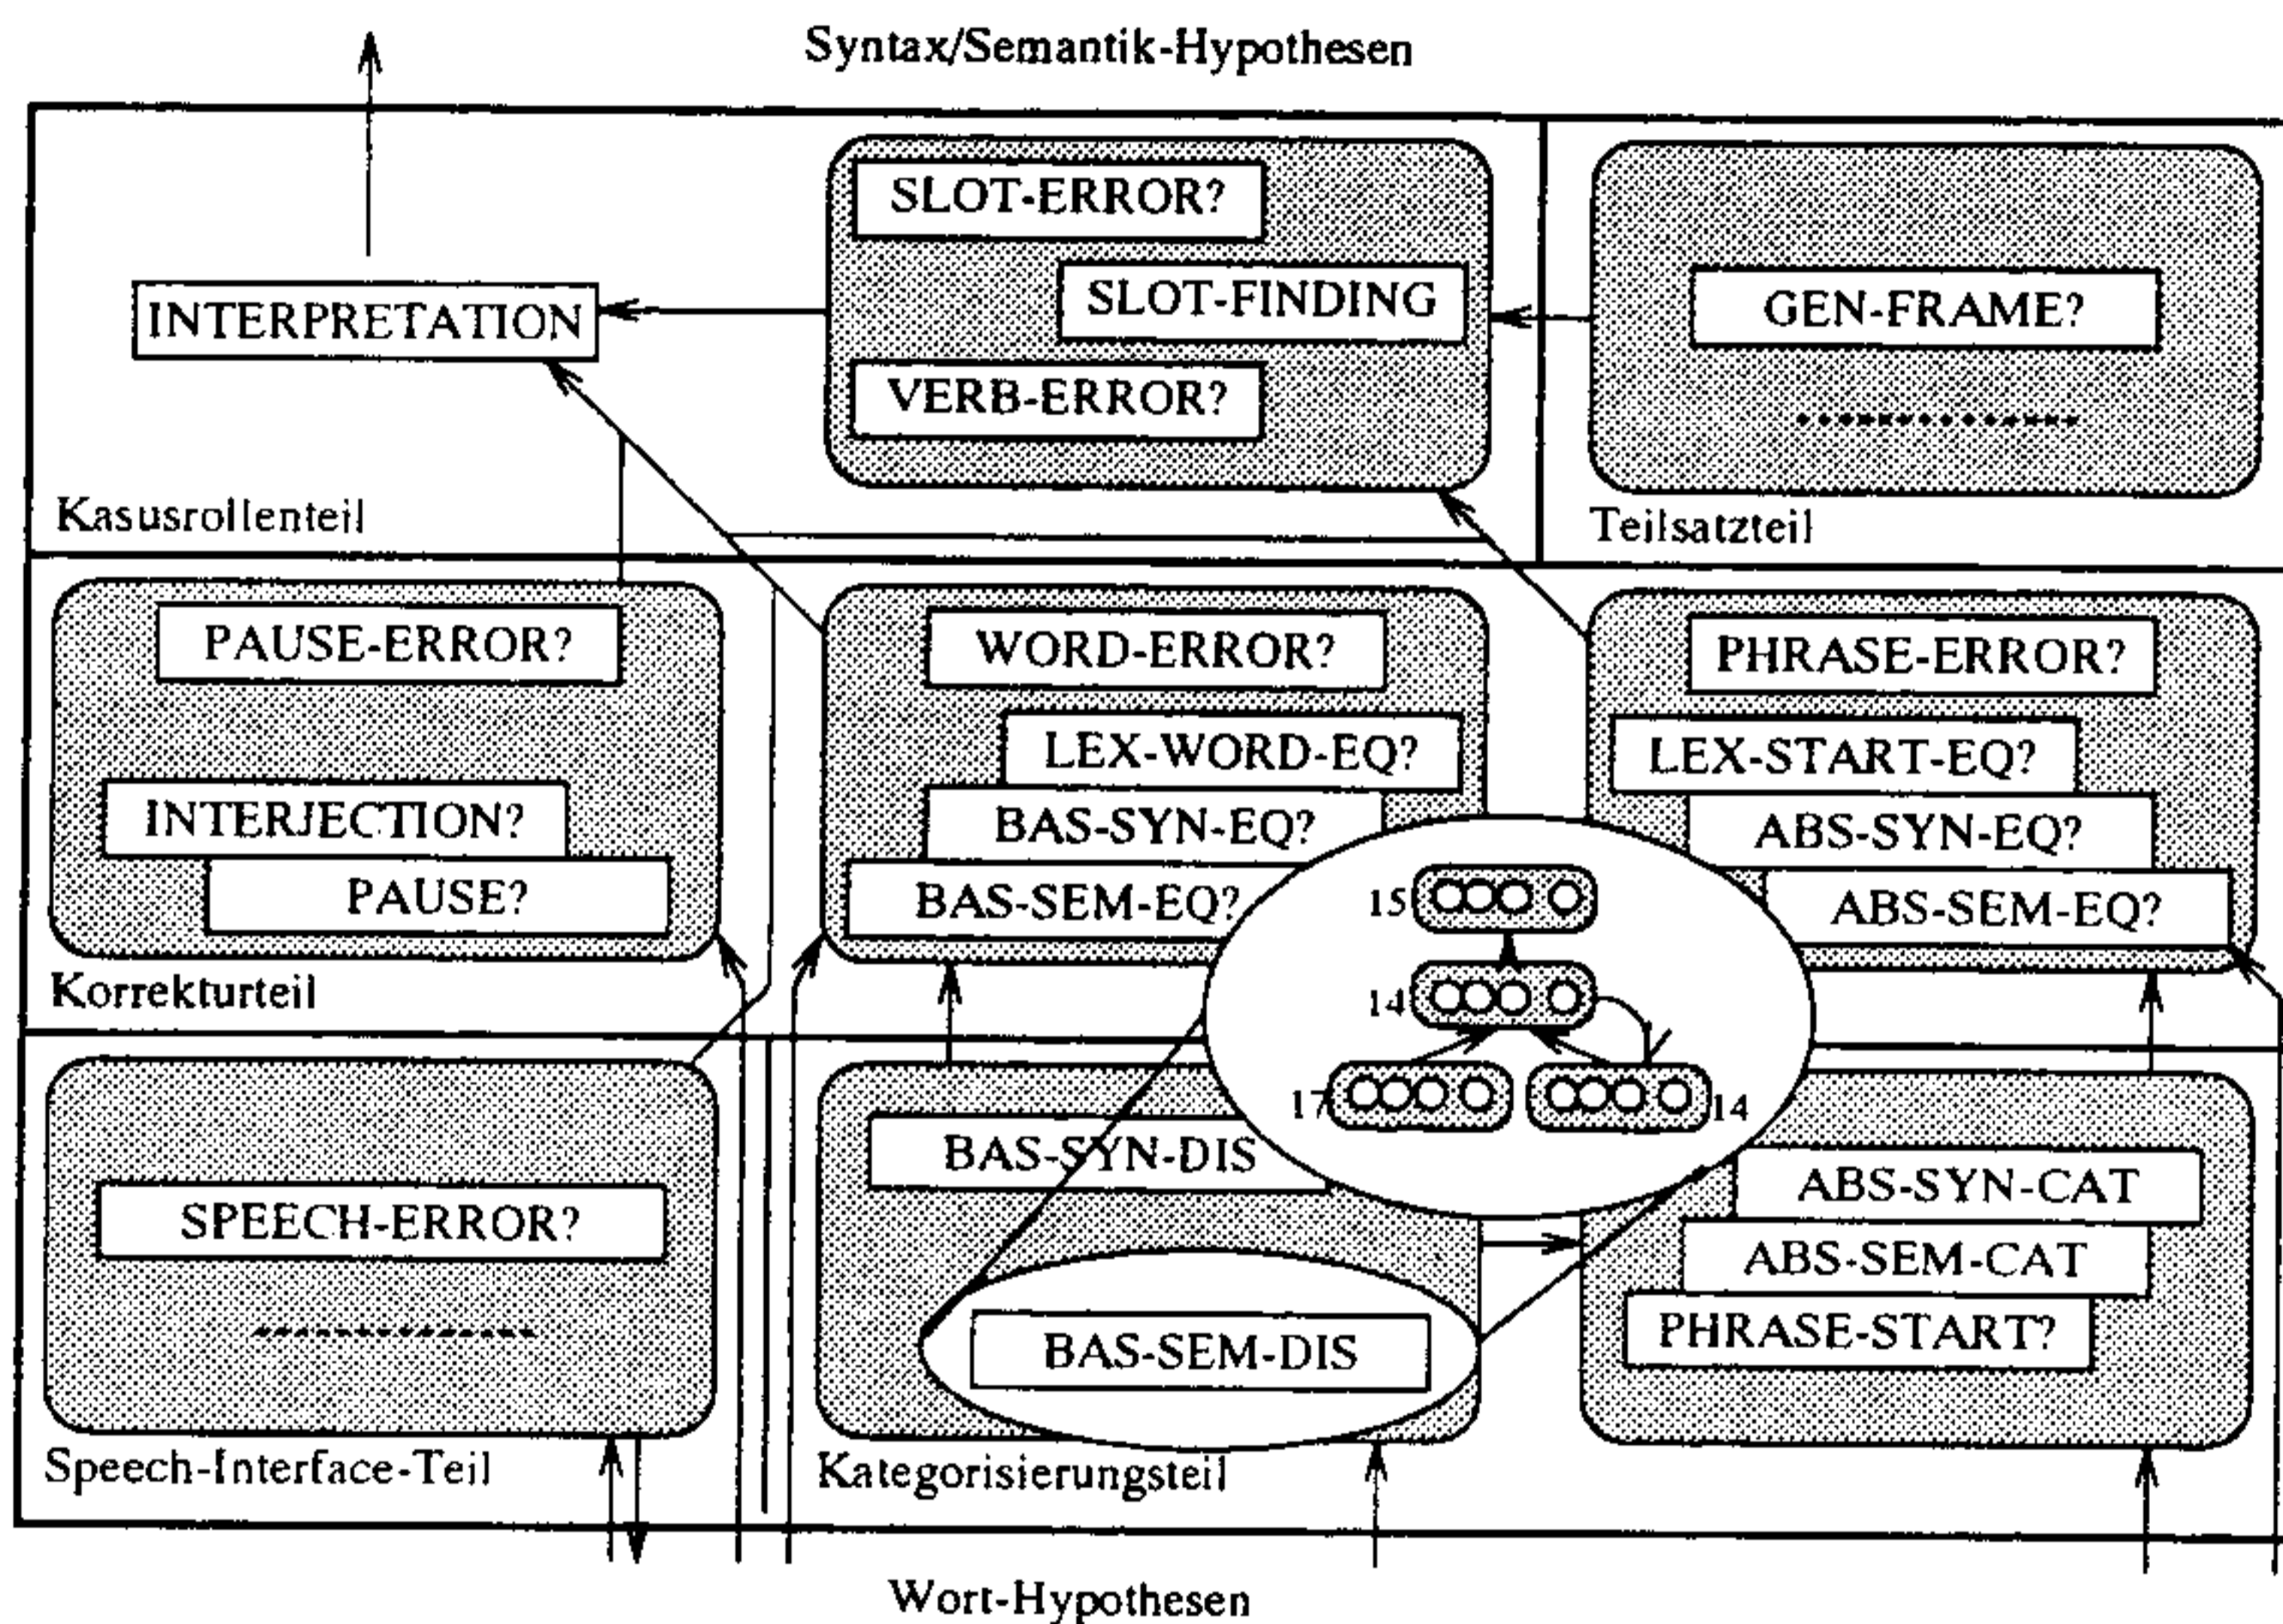 Syntax/Semantik-Hypothesen
SLOT-ERROR?
SLOT-FINDING
VERB-ERROR?
INTERPRETATION
GEN-FRAME?
Kasusrollenteil
Teilsatzteil
PAUSE-ERROR?
INTERJECTION?
PAUSE?
Korrekturteil
WORD-ERROR?
LEX-WORD-EQ?
BAS-SYN-EQ?
BAS-SEM-EQ?
PHRASE-ERROR?
LEX-START-EQ?
ABS-SYN-EQ?
ABS-SEM-EQ?
15
14
17
14
SPEECH-ERROR?
Speech-Interface-Teil
BAS-SYN-DIS
BAS-SEM-DIS
Kategorisierungsteil
ABS-SYN-CAT
ABS-SEM-CAT
PHRASE-START?
Wort-Hypothesen